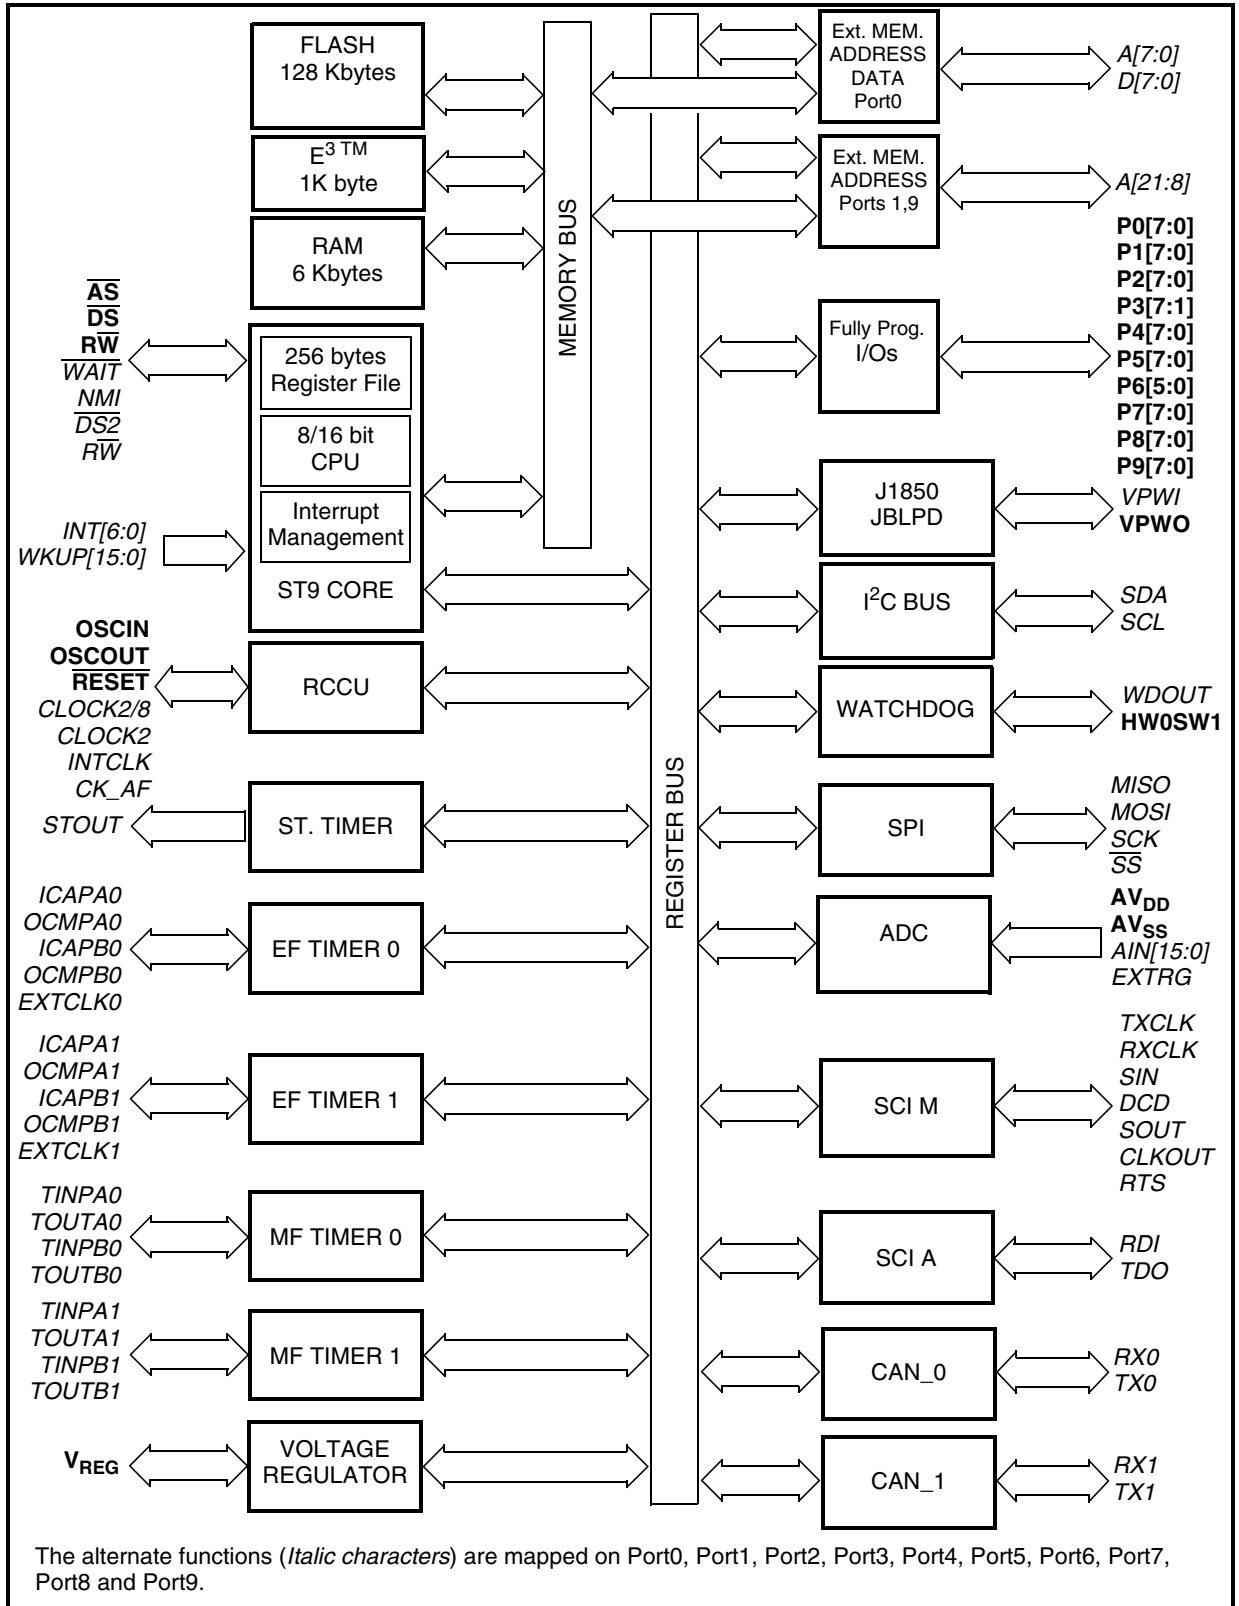 FLASH
128 Kbytes
E3 TM
1K byte
RAM
6 Kbytes
AS
DS
RW
WAIT
NMI
DS2
RW
256 bytes
Register File
8/16 bit
CPU
Interrupt
Management
ST9 CORE
INT[6:0]
WKUP[15:0]
OSCIN
OSCOUT
RESET
CLOCK2/8
CLOCK2
INTCLK
CK_AF
RCCU
STOUT
ST. TIMER
ICAPA0
OCMPA0
ICAPB0
OCMPB0
EXTCLK0
EF TIMER 0
ICAPA1
OCMPA1
ICAPB1
OCMPB1
EXTCLK1
EF TIMER 1
TINPA0
TOUTA0
TINPB0
TOUTB0
MF TIMER 0
TINPA1
TOUTA1
TINPB1
TOUTB1
MF TIMER 1
VREG
VOLTAGE
REGULATOR
MEMORY BUS
REGISTER BUS
Ext. MEM.
ADDRESS
DATA
Port0
A[7:0]
D[7:0]
Ext. MEM.
ADDRESS
Ports 1,9
A[21:8]
Fully Prog.
I/Os
P0[7:0]
P1[7:0]
P2[7:0]
P3[7:1]
P4[7:0]
P5[7:0]
P6[5:0]
P7[7:0]
P8[7:0]
P9[7:0]
J1850
JBLPD
VPWI
VPWO
I2C BUS
SDA
SCL
WATCHDOG
WDOUT
HW0SW1
SPI
MISO
MOSI
SCK
SS
ADC
AVDD
AVSS
AIN[15:0]
EXTRG
SCI M
TXCLK
RXCLK
SIN
DCD
SOUT
CLKOUT
RTS
SCI A
RDI
TDO
CAN_0
RX0
TX0
CAN_1
RX1
TX1
The alternate functions (Italic characters) are mapped on Port0, Port1, Port2, Port3, Port4, Port5, Port6, Port7,
Port8 and Port9.